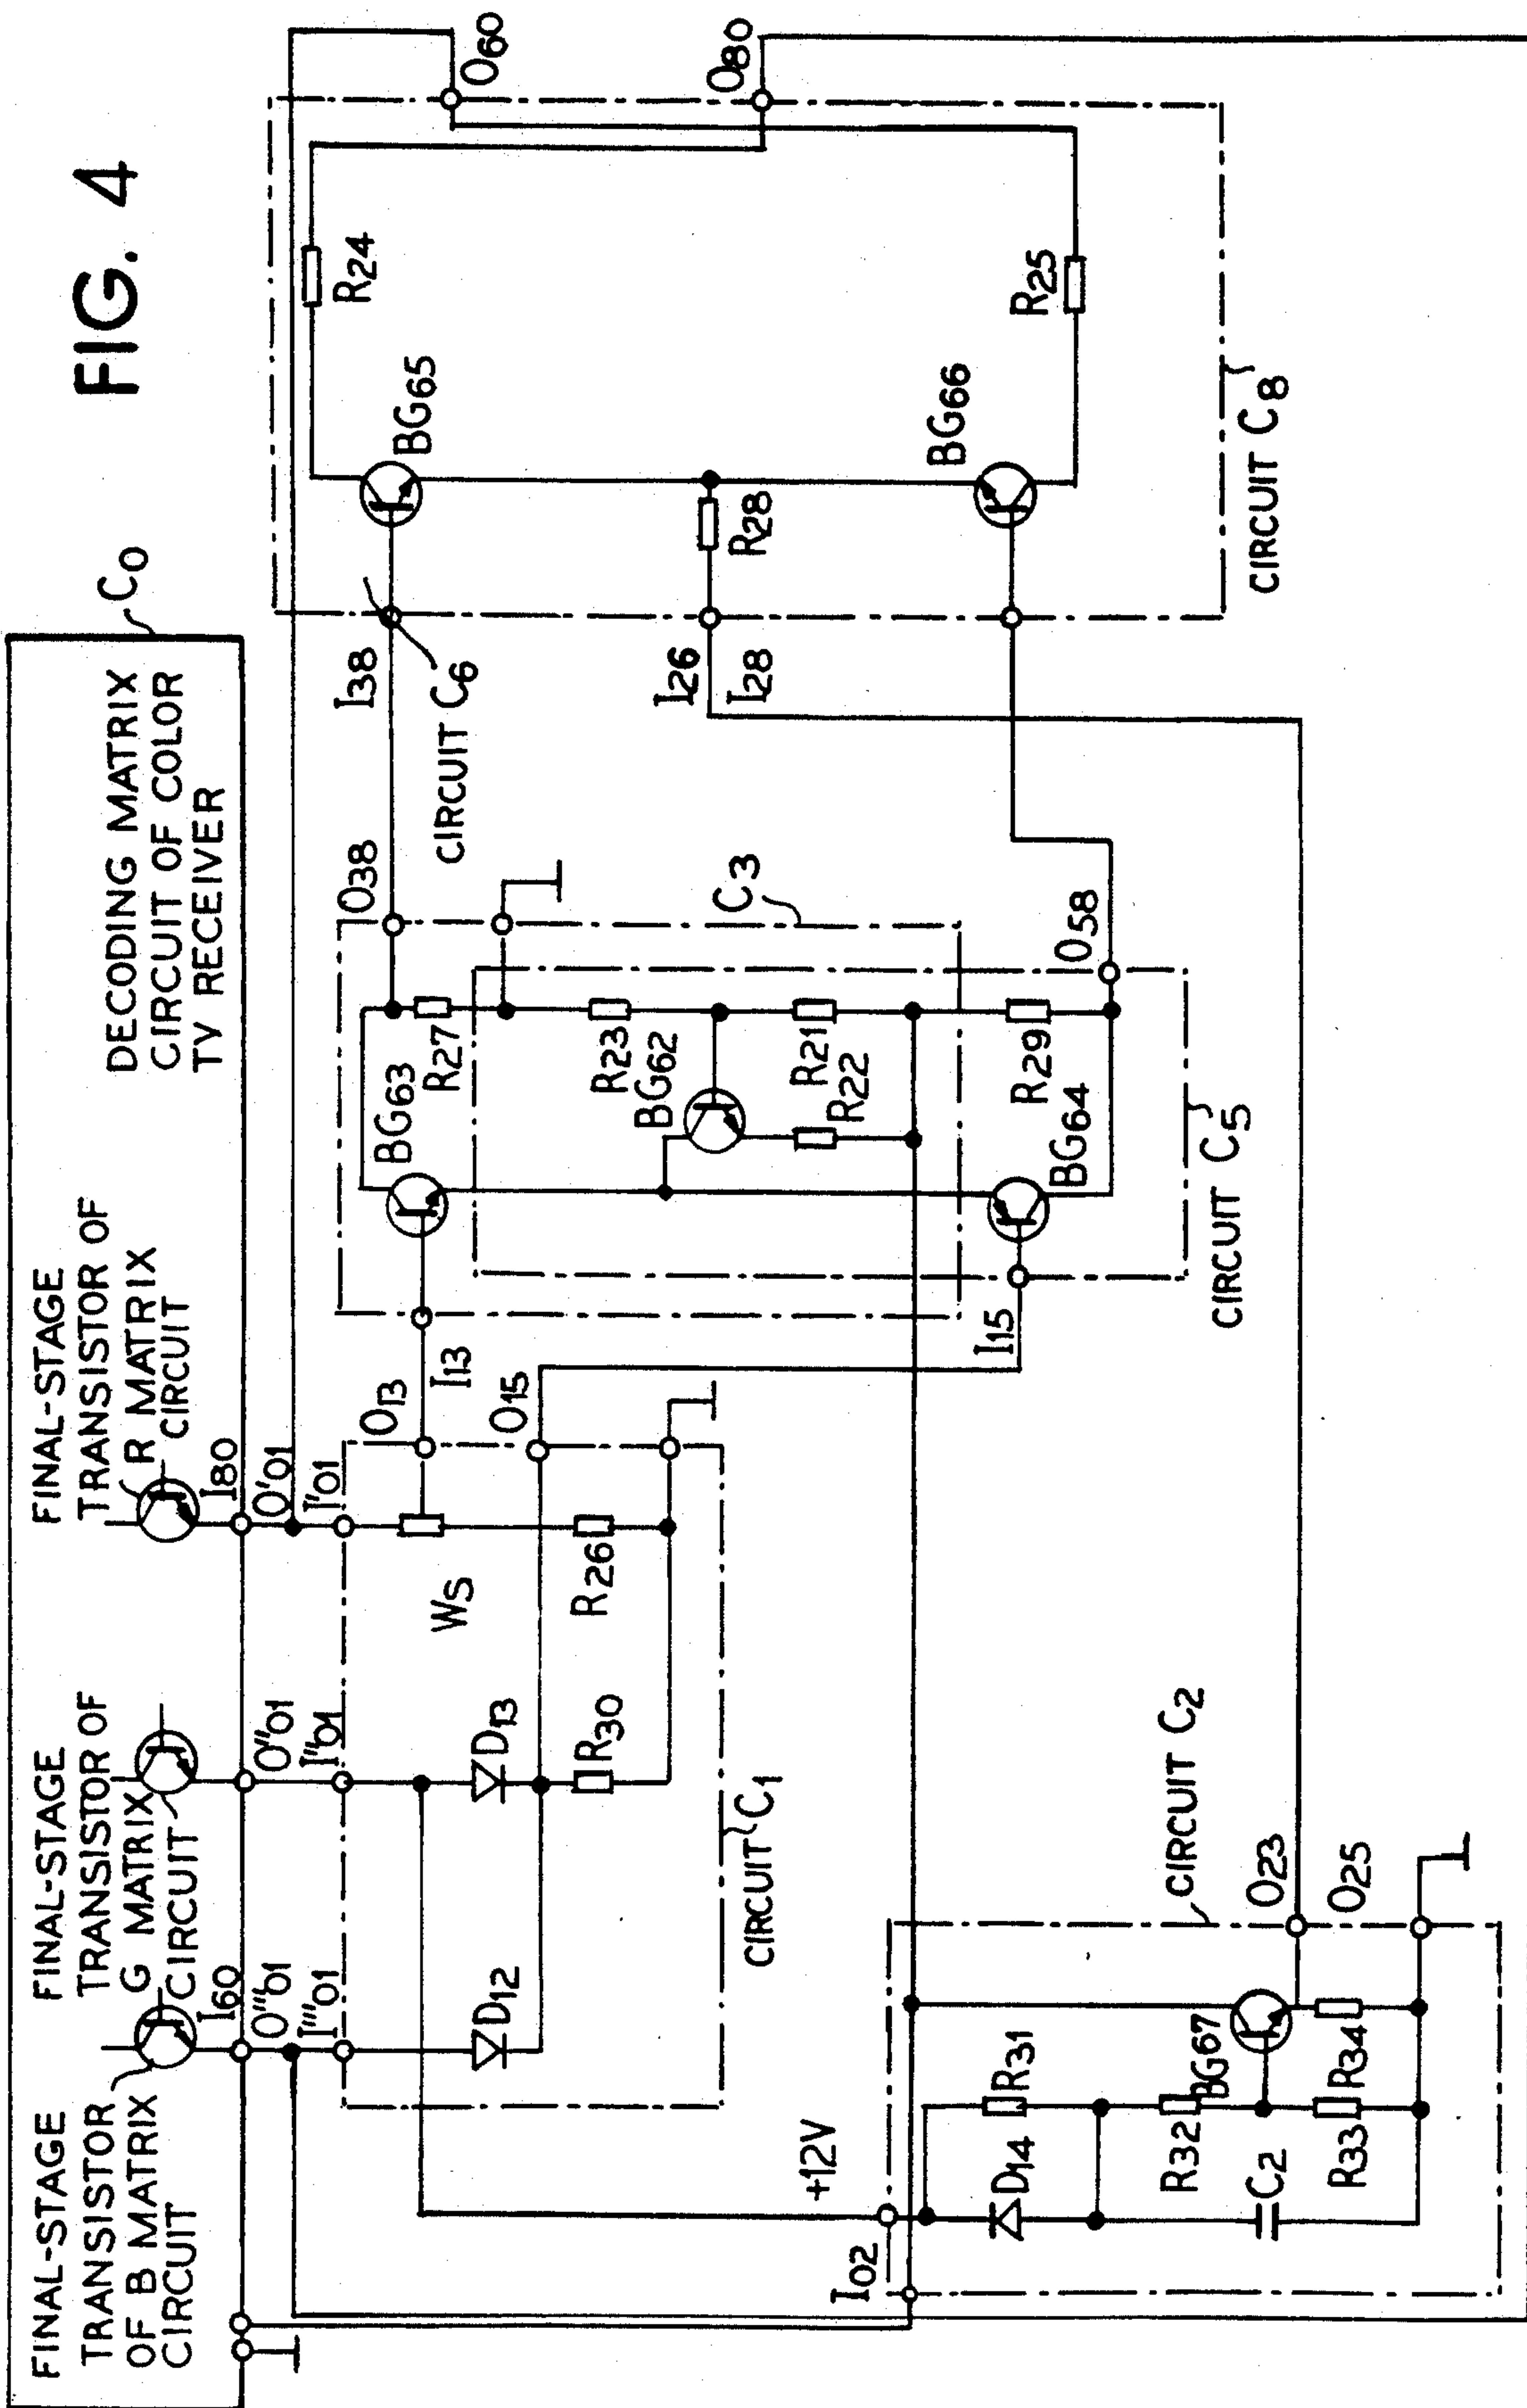 FIG. 4
DECODING MATRIX
CIRCUIT OF COLOR
TV RECEIVER
C0
FINAL-STAGE
TRANSISTOR
OF B MATRIX
CIRCUIT
FINAL-STAGE
TRANSISTOR OF
G MATRIX
CIRCUIT
FINAL-STAGE
TRANSISTOR OF
R MATRIX
CIRCUIT
I60
O'''01
I'''01
O''01
I''01
I80
O'01
I'01
D12
D13
R30
WS
R26
O13
I13
O15
I15
CIRCUIT C1
BG63
R27
R23
BG62
R21
R22
R29
BG64
O38
O58
C3
CIRCUIT C5
I38
CIRCUIT C6
I26
I28
BG65
R24
R28
BG66
R25
O60
O80
CIRCUIT C8
+12V
I02
D14
R31
R32
BG67
C2
R33
R34
O23
O25
CIRCUIT C2